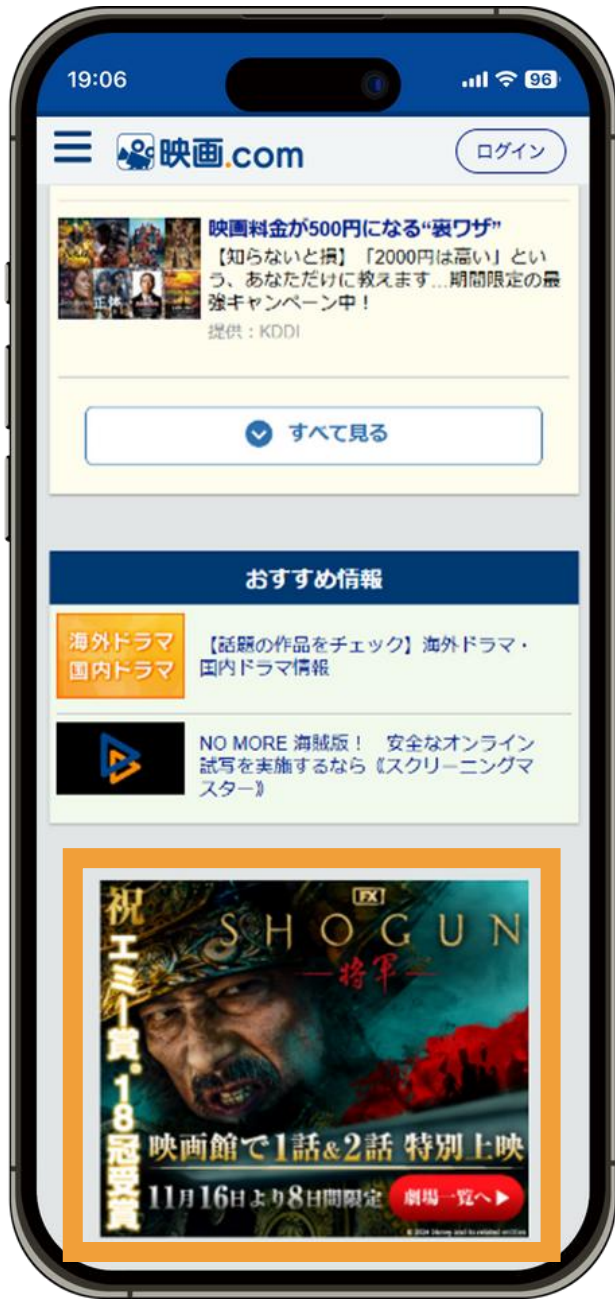 19:06
96
映画.com
ログイン
映画料金が500円になる“裏ワザ”
【知らないと損】「2000円は高い」とい
う、あなただけに教えます…期間限定の最
強キャンペーン中！
提供：KDDI
正体
すべて見る
おすすめ情報
海外ドラマ
国内ドラマ
【話題の作品をチェック】海外ドラマ・
国内ドラマ情報
NO MORE 海賊版！　安全なオンライン
試写を実施するなら《スクリーニングマ
スター》
祝エミー賞®18冠受賞
FX
SHOGUN
将軍
映画館で1話&2話 特別上映
11月16日より8日間限定
劇場一覧へ▶
© 2024 Disney and its related entities